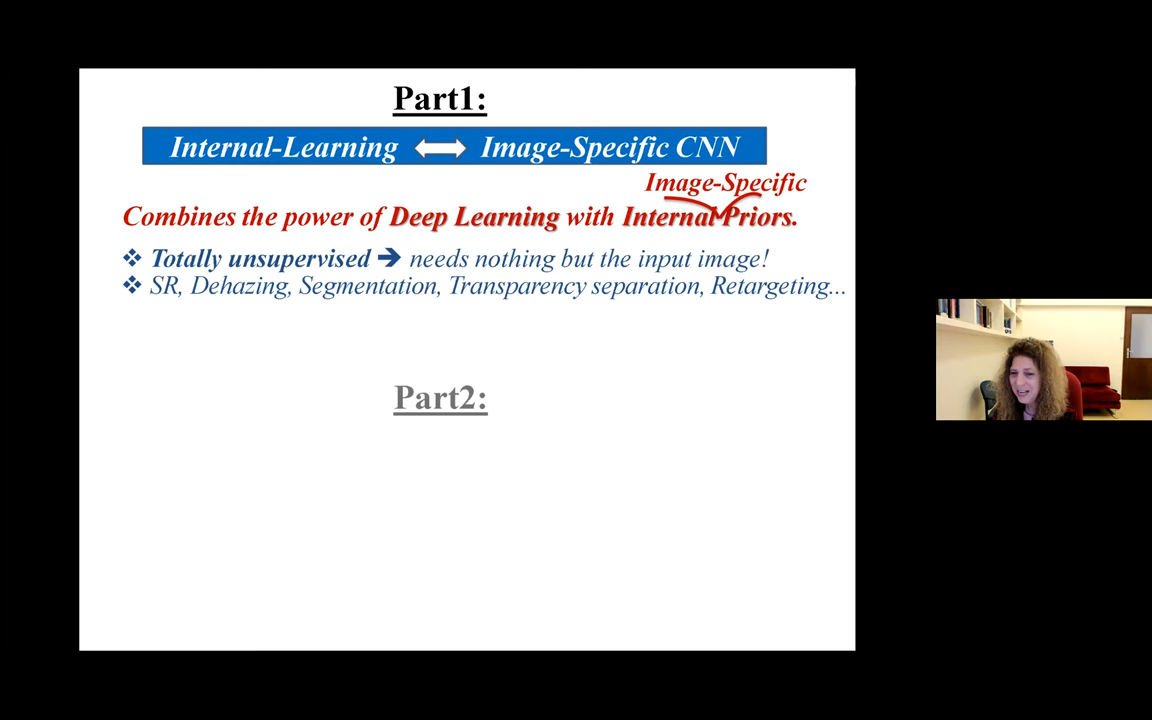 Part1:
Internal-Learning Image-Specific CNN
Image-Specific
Combines the power of Deep Learning with Internal Priors.
❖ Totally unsupervised ➔ needs nothing but the input image!
❖ SR, Dehazing, Segmentation, Transparency separation, Retargeting...
Part2: